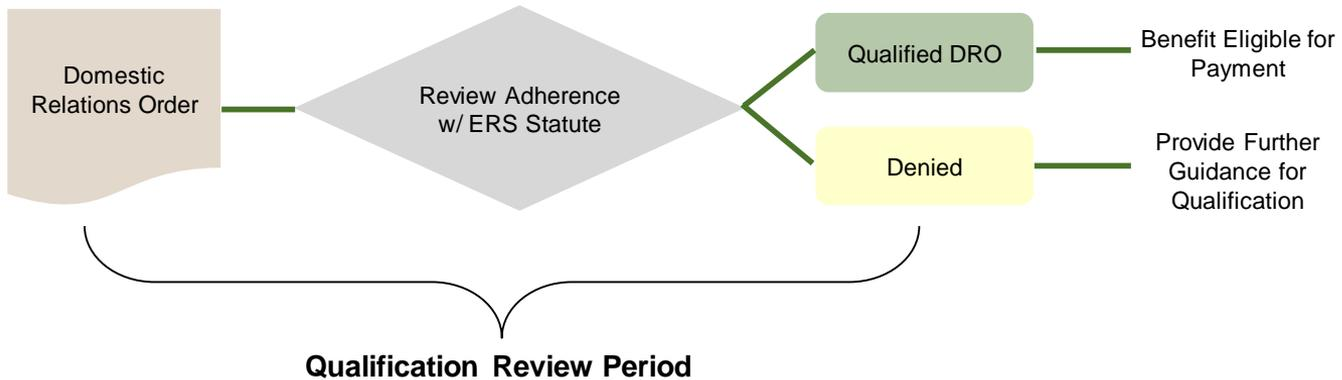 Domestic
Relations Order
Review Adherence
w/ ERS Statute
Qualified DRO
Benefit Eligible for
Payment
Denied
Provide Further
Guidance for
Qualification
Qualification Review Period